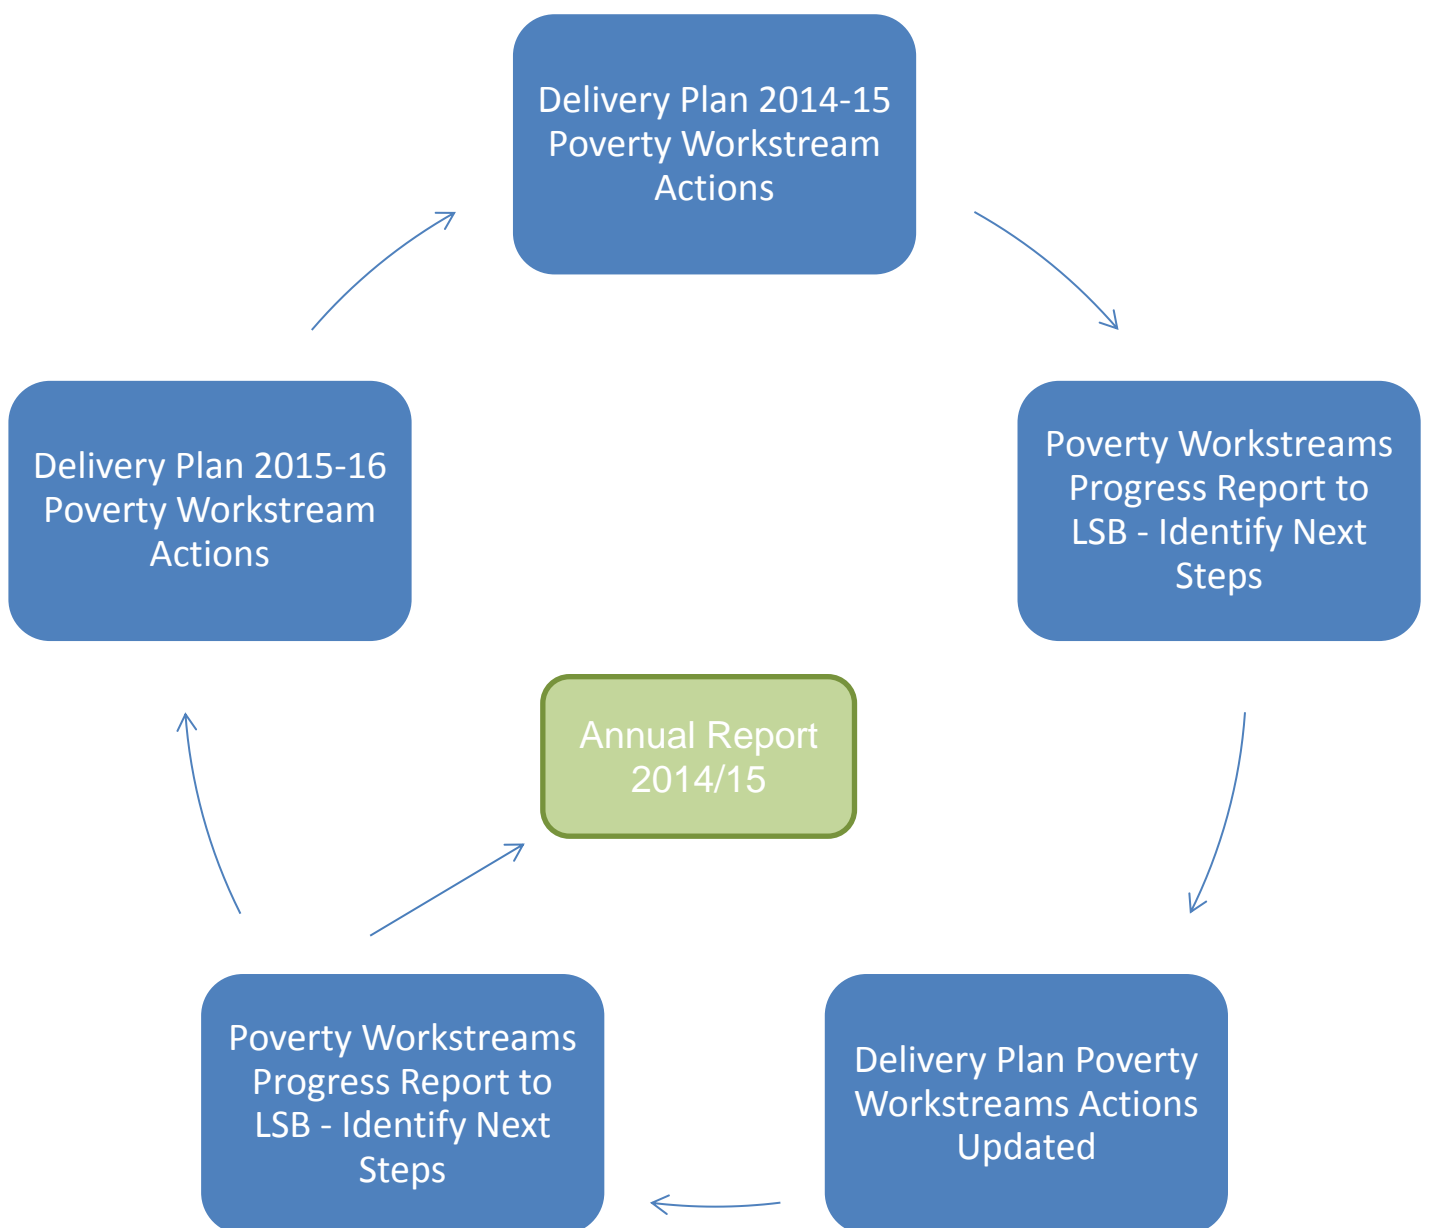 Delivery Plan 2014-15
Poverty Workstream
Actions
Delivery Plan 2015-16
Poverty Workstream
Actions
Poverty Workstreams
Progress Report to
LSB - Identify Next
Steps
Annual Report
2014/15
Poverty Workstreams
Progress Report to
LSB - Identify Next
Steps
Delivery Plan Poverty
Workstreams Actions
Updated